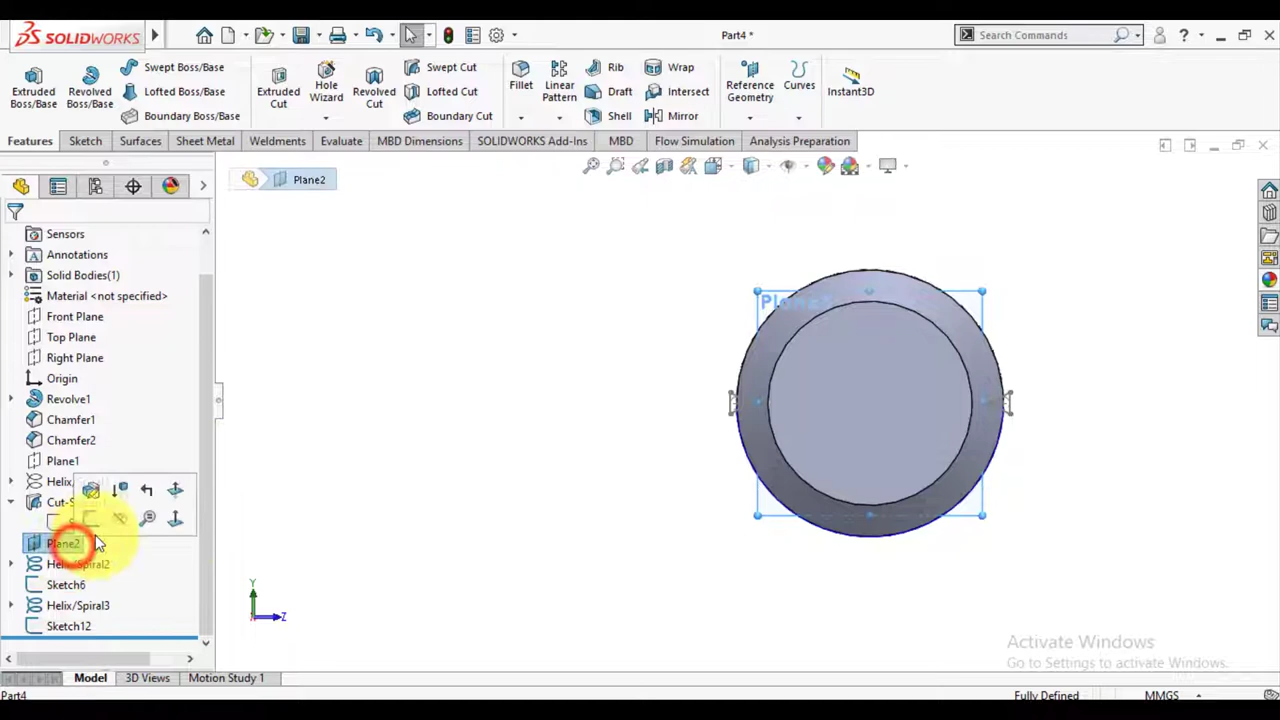 SOLIDWORKS
Part4 *
Search Commands
Extruded Boss/Base
Revolved Boss/Base
Swept Boss/Base
Lofted Boss/Base
Boundary Boss/Base
Extruded Cut
Hole Wizard
Revolved Cut
Swept Cut
Lofted Cut
Boundary Cut
Fillet
Linear Pattern
Rib
Draft
Shell
Wrap
Intersect
Mirror
Reference Geometry
Curves
Instant3D
Features Sketch Surfaces Sheet Metal Weldments Evaluate MBD Dimensions SOLIDWORKS Add-Ins MBD Flow Simulation Analysis Preparation
Plane2
Sensors
Annotations
Solid Bodies(1)
Material <not specified>
Front Plane
Top Plane
Right Plane
Origin
Revolve1
Chamfer1
Chamfer2
Plane1
Plane2
Helix/Spiral2
Sketch6
Helix/Spiral3
Sketch12
Y
Z
Activate Windows
Go to Settings to activate Windows.
Model 3D Views Motion Study 1
Part4 Fully Defined MMGS